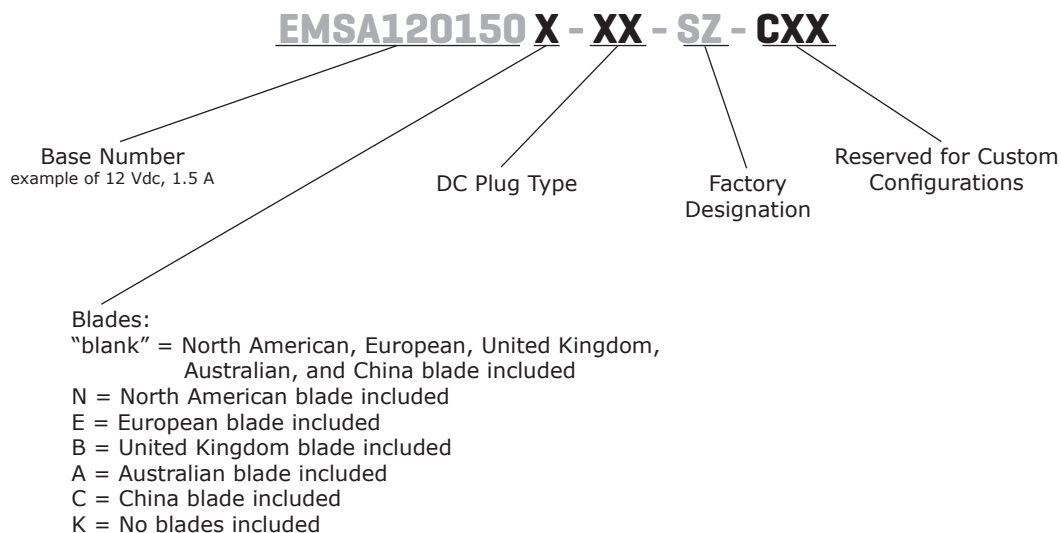 EMSA120150 X - XX - SZ - CXX
Base Number
example of 12 Vdc, 1.5 A
DC Plug Type
Factory
Designation
Reserved for Custom
Configurations
Blades:
“blank” = North American, European, United Kingdom,
Australian, and China blade included
N = North American blade included
E = European blade included
B = United Kingdom blade included
A = Australian blade included
C = China blade included
K = No blades included